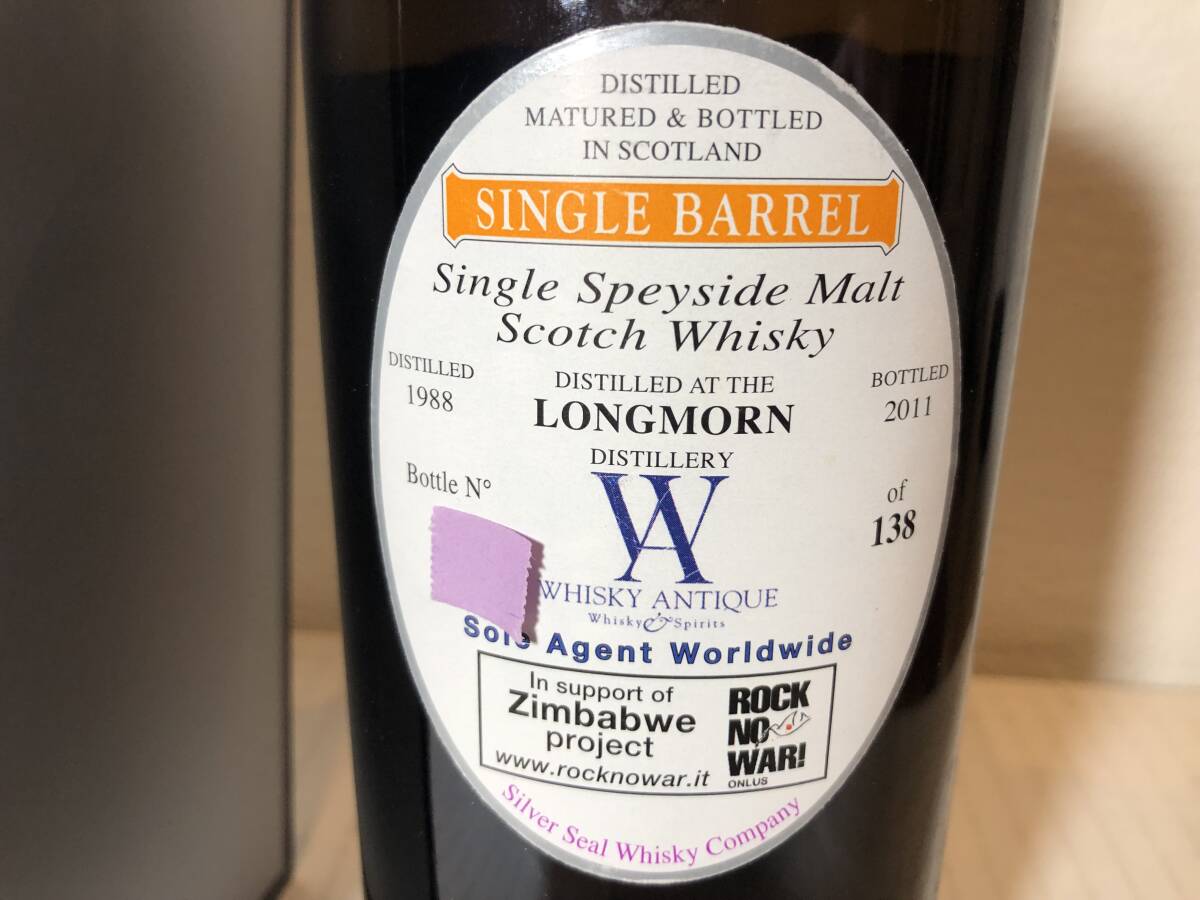 DISTILLED
MATURED & BOTTLED
IN SCOTLAND
SINGLE BARREL
Single Speyside Malt
Scotch Whisky
DISTILLED
1988
DISTILLED AT THE
LONGMORN
DISTILLERY
BOTTLED
2011
Bottle N°
of
138
WA
WHISKY ANTIQUE
Whisky & Spirits
Sole Agent Worldwide
In support of
Zimbabwe
project
www.rocknowar.it
ROCK
NO
WAR!
ONLUS
Silver Seal Whisky Company